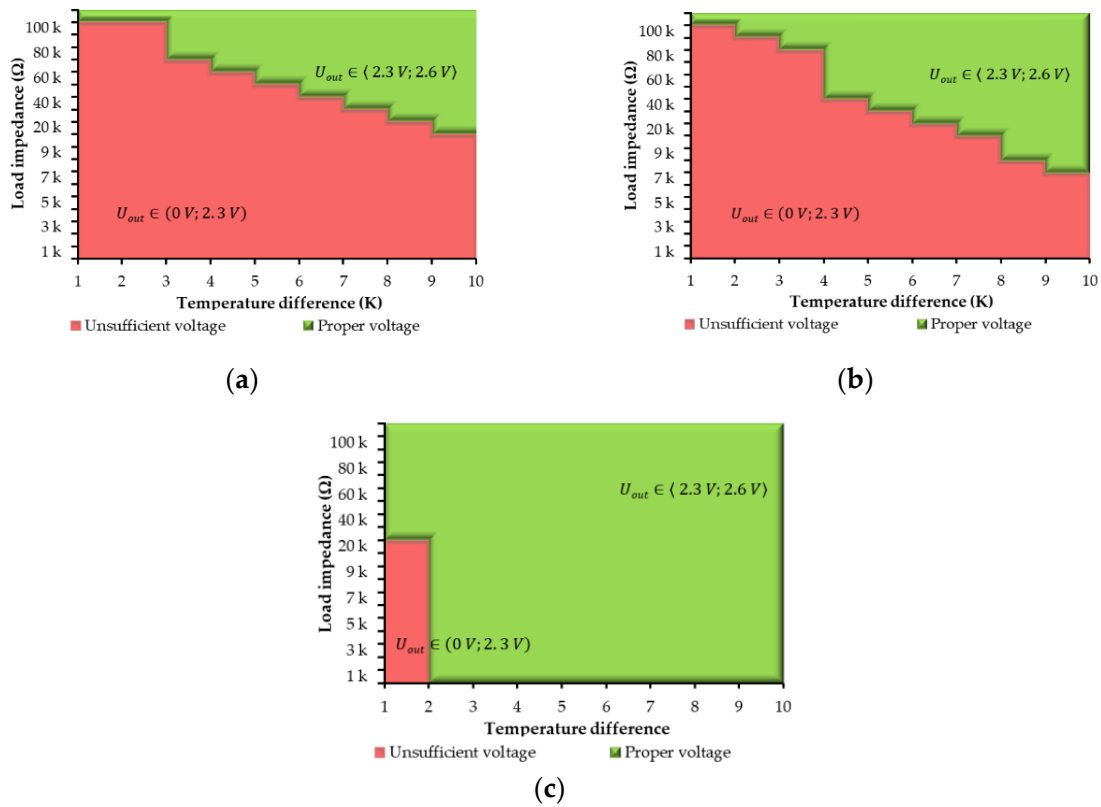 Load impedance (Ω)
100 k
80 k
60 k
40 k
20 k
9 k
7 k
5 k
3 k
1 k
U_out ∈ ⟨ 2.3 V; 2.6 V⟩
U_out ∈ (0 V; 2.3 V)
1 2 3 4 5 6 7 8 9 10
Temperature difference (K)
Unsufficient voltage Proper voltage
(a)
Load impedance (Ω)
100 k
80 k
60 k
40 k
20 k
9 k
7 k
5 k
3 k
1 k
U_out ∈ ⟨ 2.3 V; 2.6 V⟩
U_out ∈ (0 V; 2.3 V)
1 2 3 4 5 6 7 8 9 10
Temperature difference (K)
Unsufficient voltage Proper voltage
(b)
Load impedance (Ω)
100 k
80 k
60 k
40 k
20 k
9 k
7 k
5 k
3 k
1 k
U_out ∈ ⟨ 2.3 V; 2.6 V⟩
U_out ∈ (0 V; 2.3 V)
1 2 3 4 5 6 7 8 9 10
Temperature difference
Unsufficient voltage Proper voltage
(c)